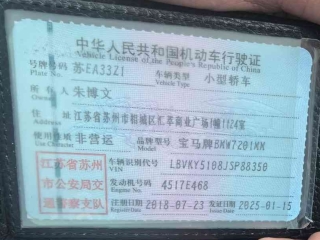 中华人民共和国机动车行驶证
Vehicle License of the People's Republic of China
号牌号码 苏EA33Z1 车辆类型 小型轿车
Plate No. Vehicle Type
所有人 朱博文
Owner
住址 江苏省苏州市相城区汇翠商业广场1幢1124室
Address
使用性质 非营运 品牌型号 宝马牌BMW7201MM
Use Character Model
江苏省苏州 车辆识别代号 LBVKY5108JSP88350
VIN
市公安局交 发动机号码 4517E468
Engine No.
通警察支队 注册日期 2018-07-23 发证日期 2025-01-15
Register Date Issue Date